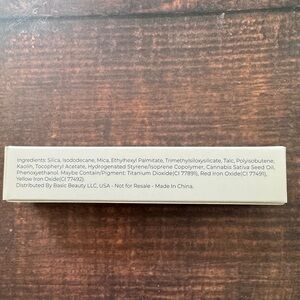 Ingredients: Silica, Isododecane, Mica, Ethylhexyl Palmitate, Trimethylsiloxysilicate, Talc, Polyisobutene,
Kaolin, Tocopheryl Acetate, Hydrogenated Styrene/Isoprene Copolymer, Cannabis Sativa Seed Oil,
Phenoxyethanol. Maybe Contain/Pigment: Titanium Dioxide(CI 77891), Red Iron Oxide(CI 77491),
Yellow Iron Oxide(CI 77492)
Distributed By Basic Beauty LLC, USA - Not for Resale - Made In China.